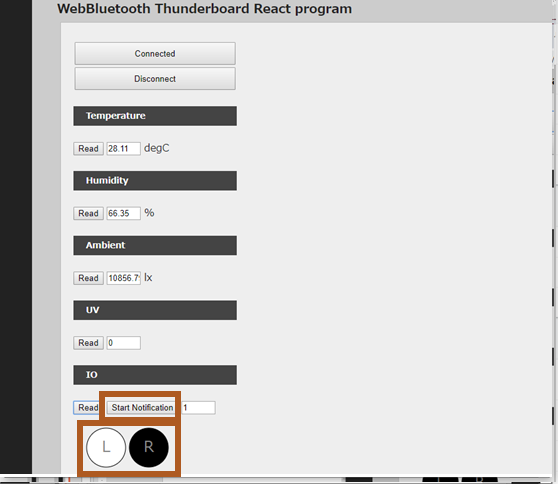 WebBluetooth Thunderboard React program
Connected
Disconnect
Temperature
Read 28.11 degC
Humidity
Read 66.35 %
Ambient
Read 10856.7 lx
UV
Read 0
IO
Read Start Notification 1
L R